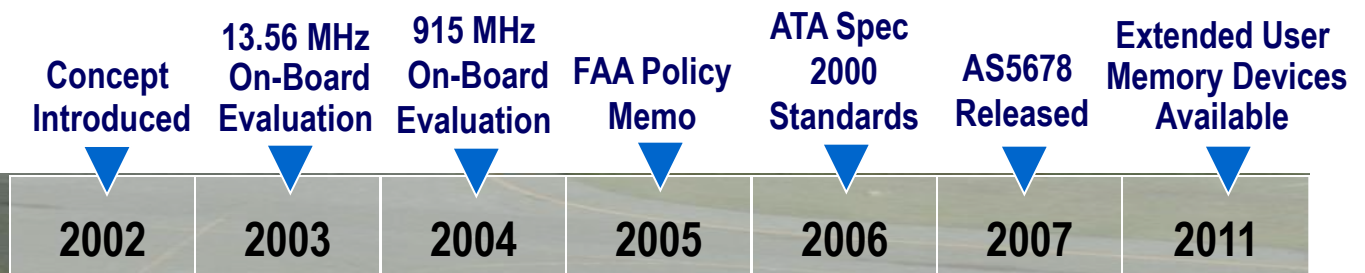 Concept
Introduced
13.56 MHz
On-Board
Evaluation
915 MHz
On-Board
Evaluation
FAA Policy
Memo
ATA Spec
2000
Standards
AS5678
Released
Extended User
Memory Devices
Available
2002
2003
2004
2005
2006
2007
2011